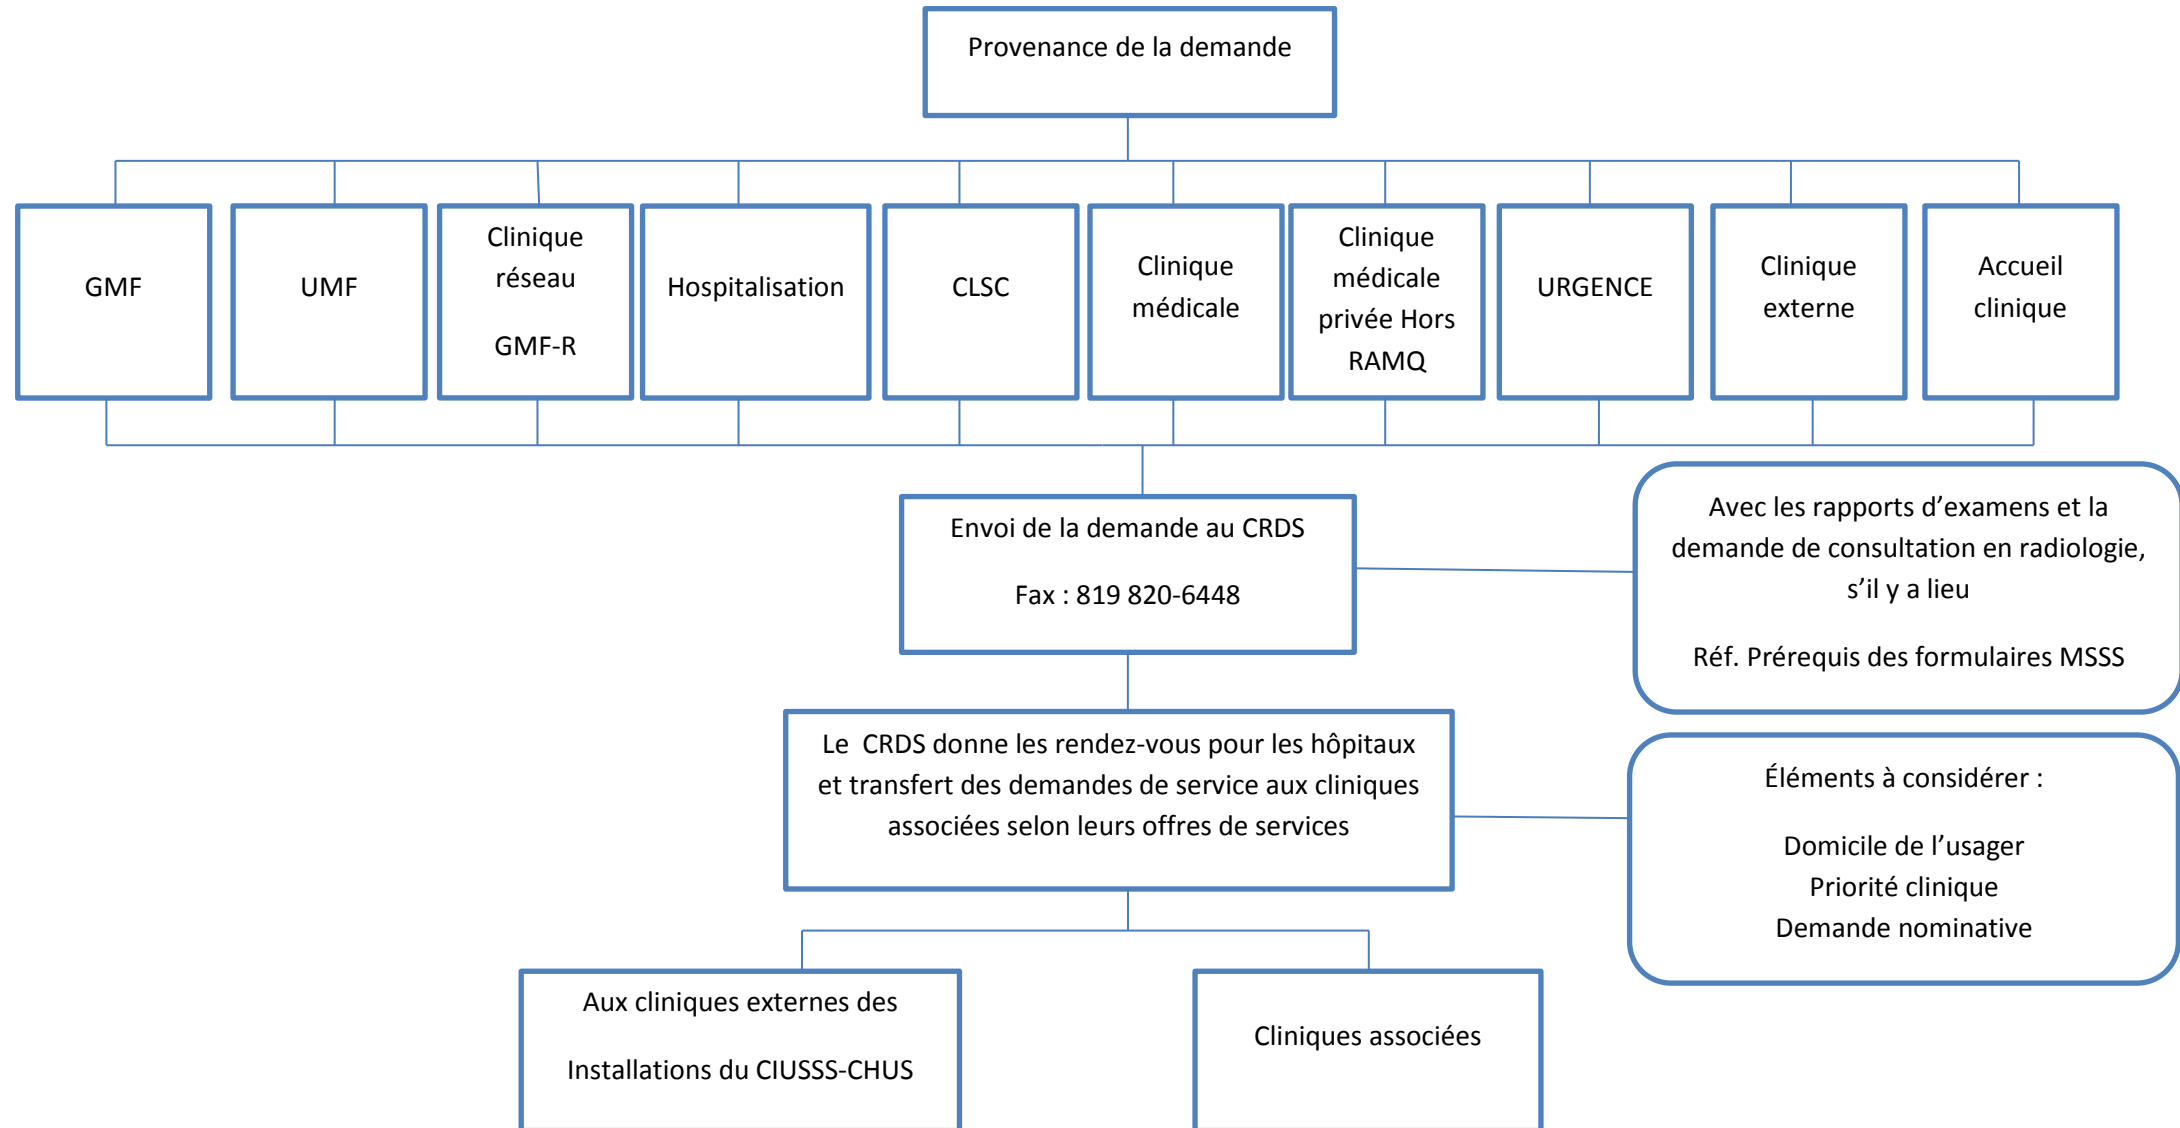 Provenance de la demande
GMF
UMF
Clinique
réseau
GMF-R
Hospitalisation
CLSC
Clinique
médicale
Clinique
médicale
privée Hors
RAMQ
URGENCE
Clinique
externe
Accueil
clinique
Envoi de la demande au CRDS
Fax : 819 820-6448
Avec les rapports d’examens et la
demande de consultation en radiologie,
s’il y a lieu
Réf. Prérequis des formulaires MSSS
Le  CRDS donne les rendez-vous pour les hôpitaux
et transfert des demandes de service aux cliniques
associées selon leurs offres de services
Éléments à considérer :
Domicile de l’usager
Priorité clinique
Demande nominative
Aux cliniques externes des
Installations du CIUSSS-CHUS
Cliniques associées